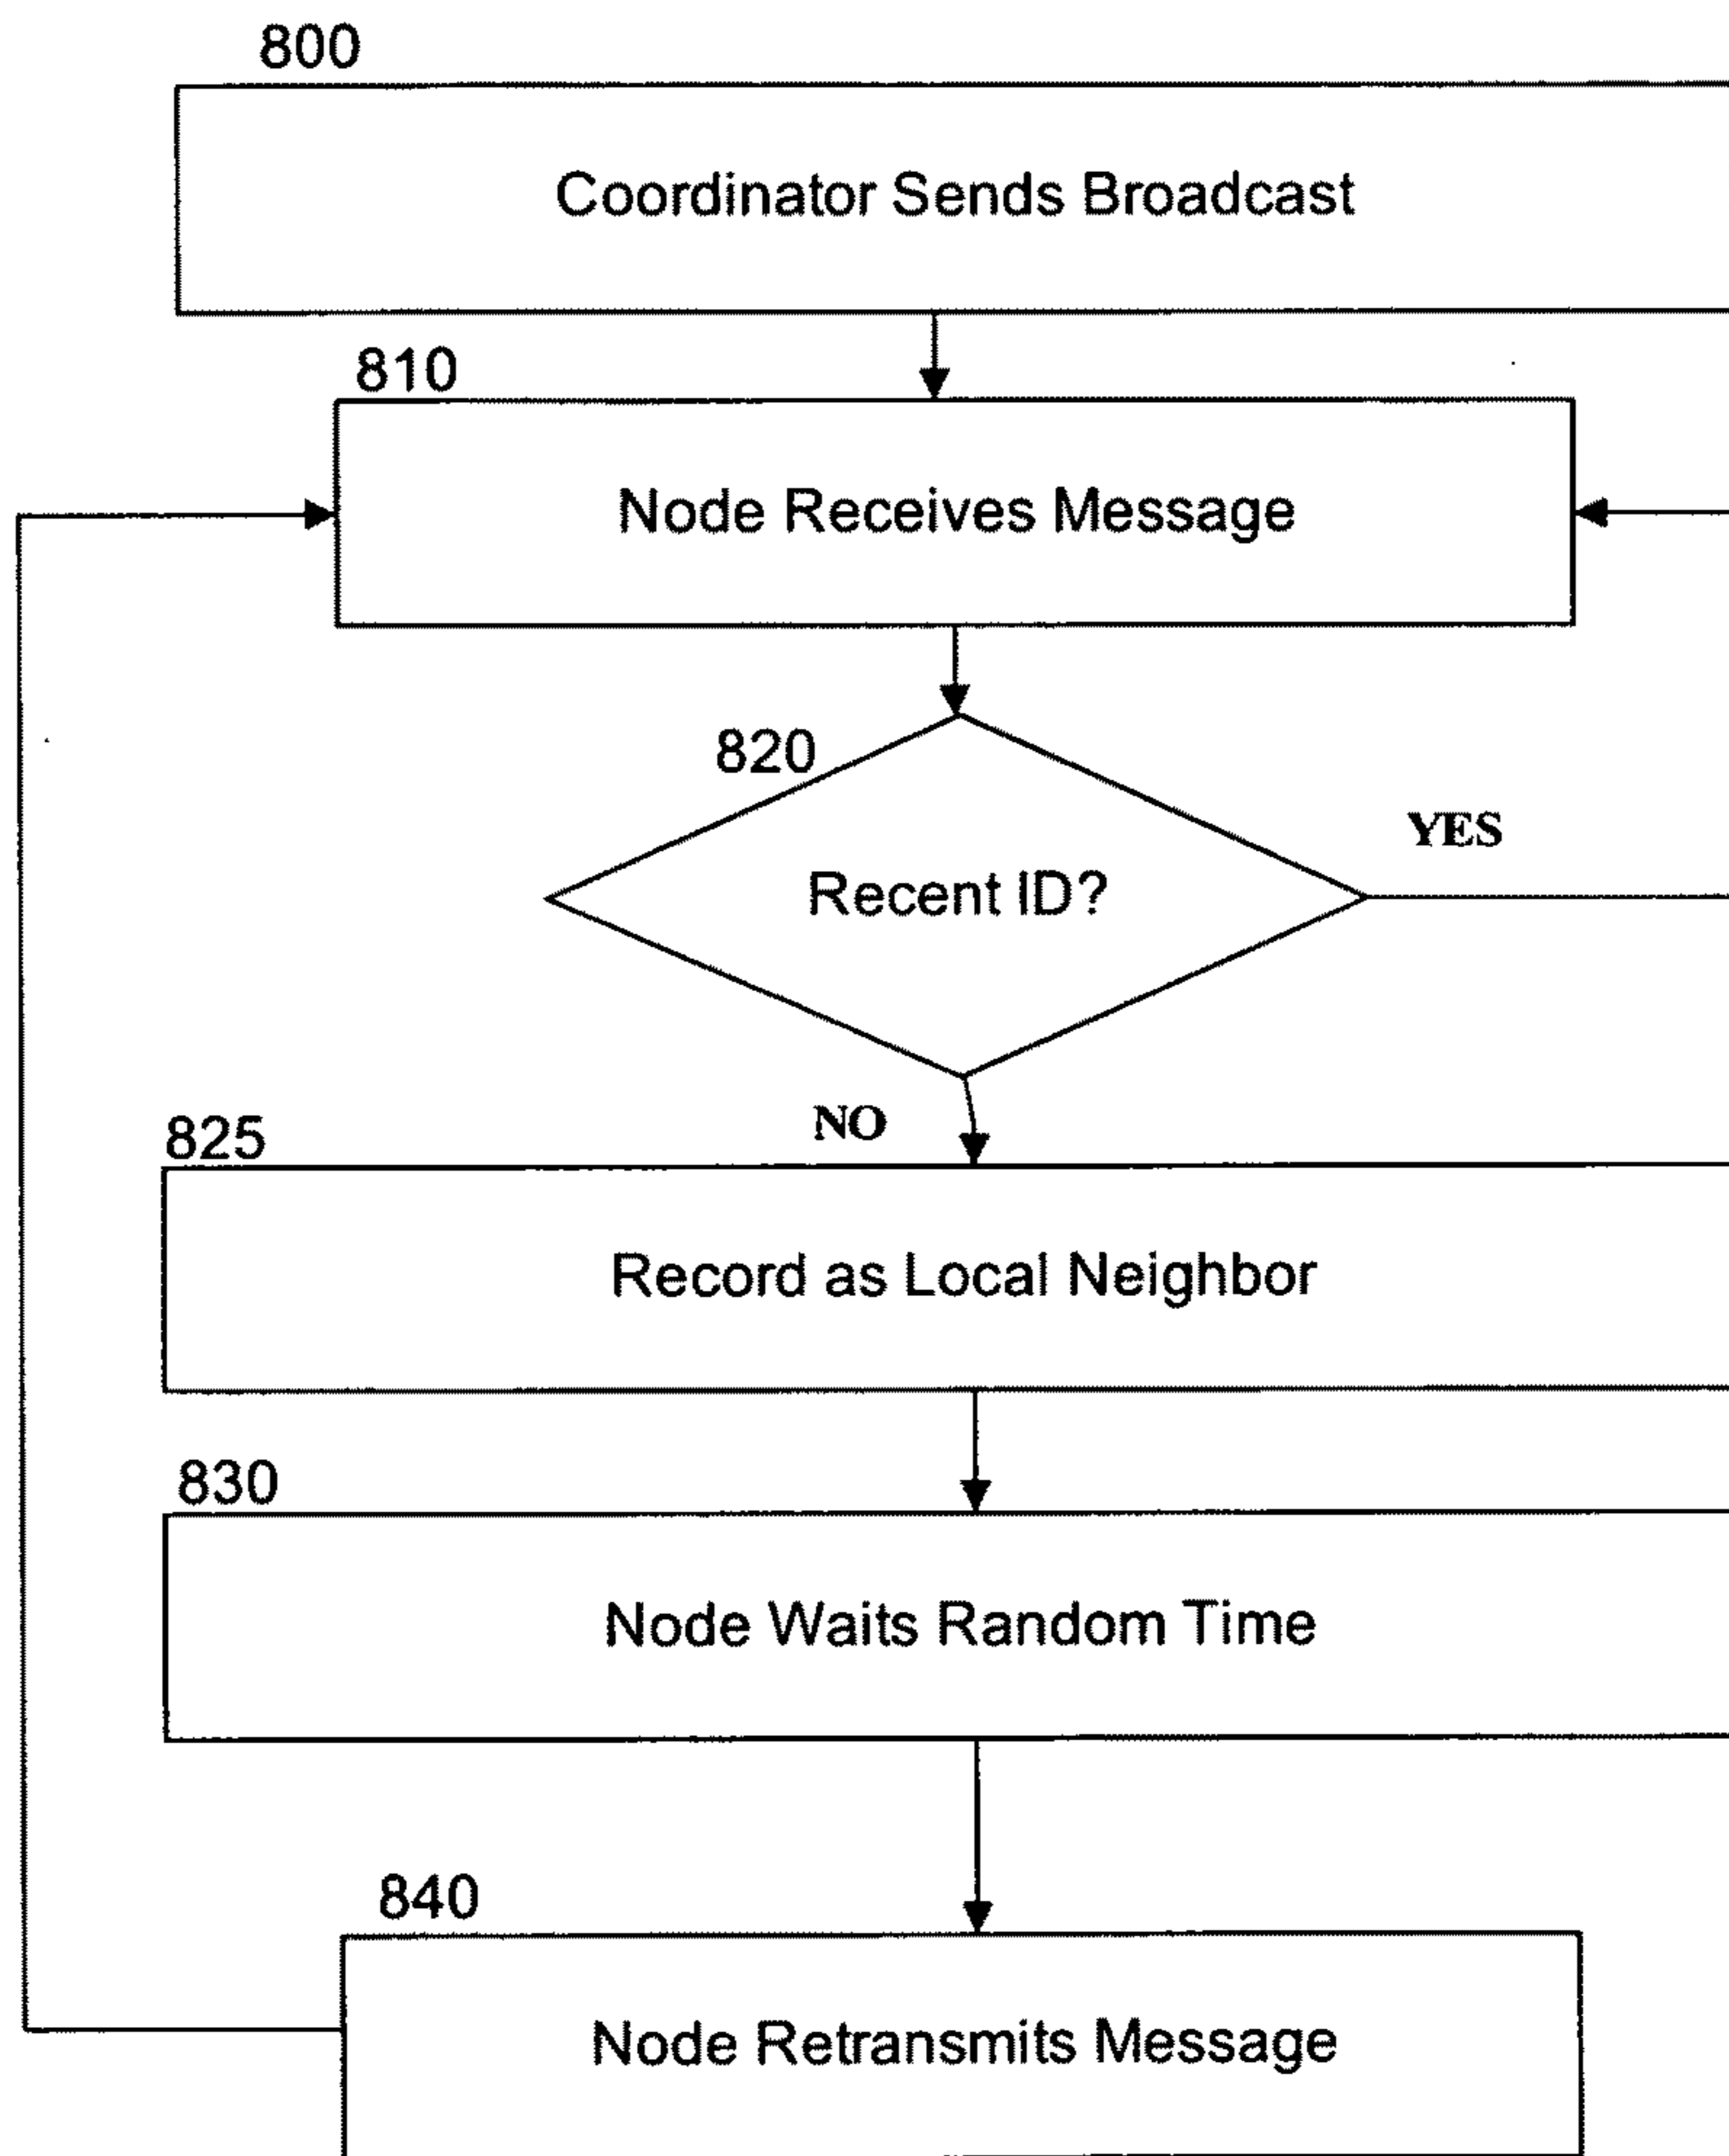 800
Coordinator Sends Broadcast
810
Node Receives Message
820
Recent ID?
YES
NO
825
Record as Local Neighbor
830
Node Waits Random Time
840
Node Retransmits Message